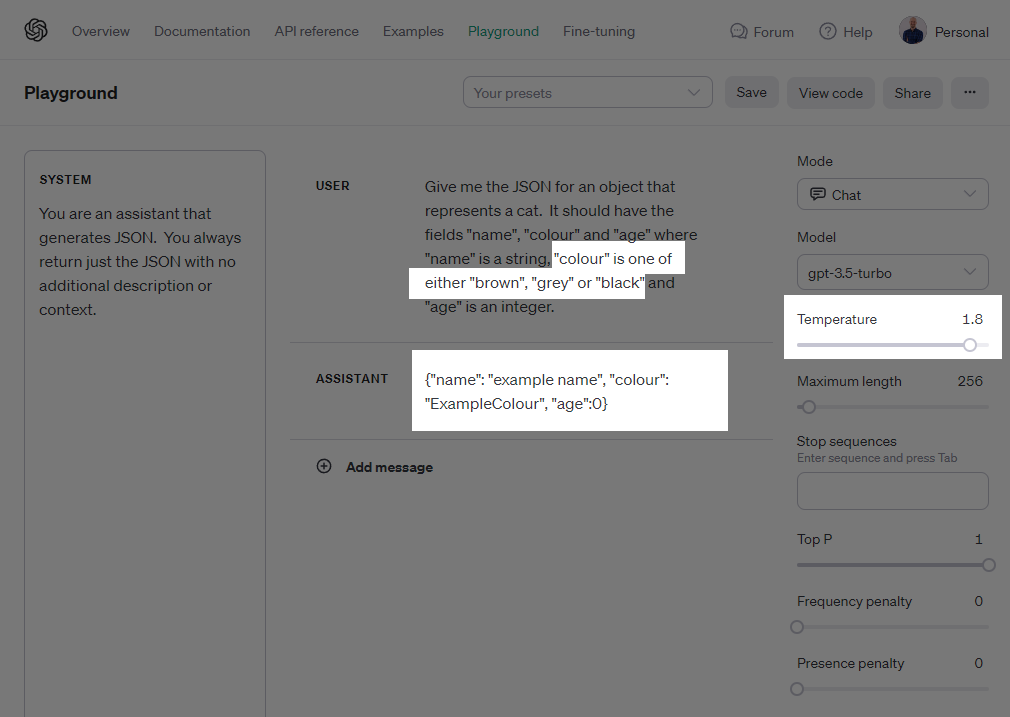 Overview Documentation API reference Examples Playground Fine-tuning Forum Help Personal
Playground Your presets Save View code Share ...
SYSTEM
You are an assistant that
generates JSON. You always
return just the JSON with no
additional description or
context.
USER
Give me the JSON for an object that
represents a cat. It should have the
fields "name", "colour" and "age" where
"name" is a string, "colour" is one of
either "brown", "grey" or "black" and
"age" is an integer.
ASSISTANT
{"name": "example name", "colour":
"ExampleColour", "age":0}
Add message
Mode
Chat
Model
gpt-3.5-turbo
Temperature 1.8
Maximum length 256
Stop sequences
Enter sequence and press Tab
Top P 1
Frequency penalty 0
Presence penalty 0